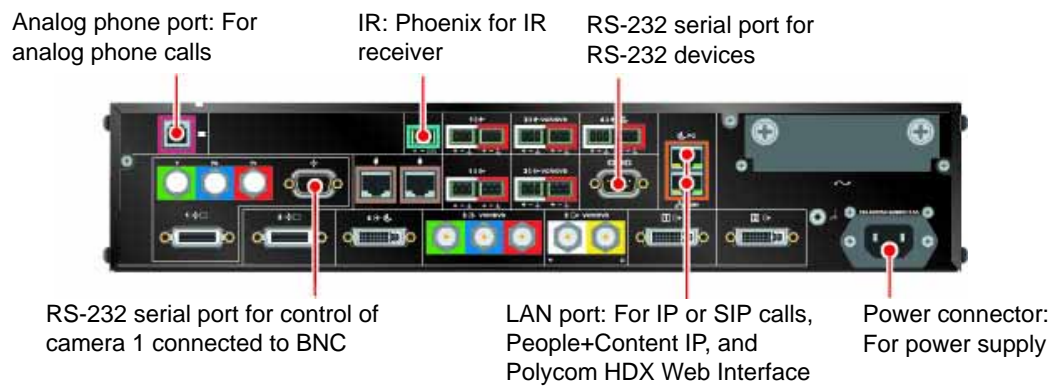 Analog phone port: For
analog phone calls
IR: Phoenix for IR
receiver
RS-232 serial port for
RS-232 devices
RS-232 serial port for control of
camera 1 connected to BNC
LAN port: For IP or SIP calls,
People+Content IP, and
Polycom HDX Web Interface
Power connector:
For power supply